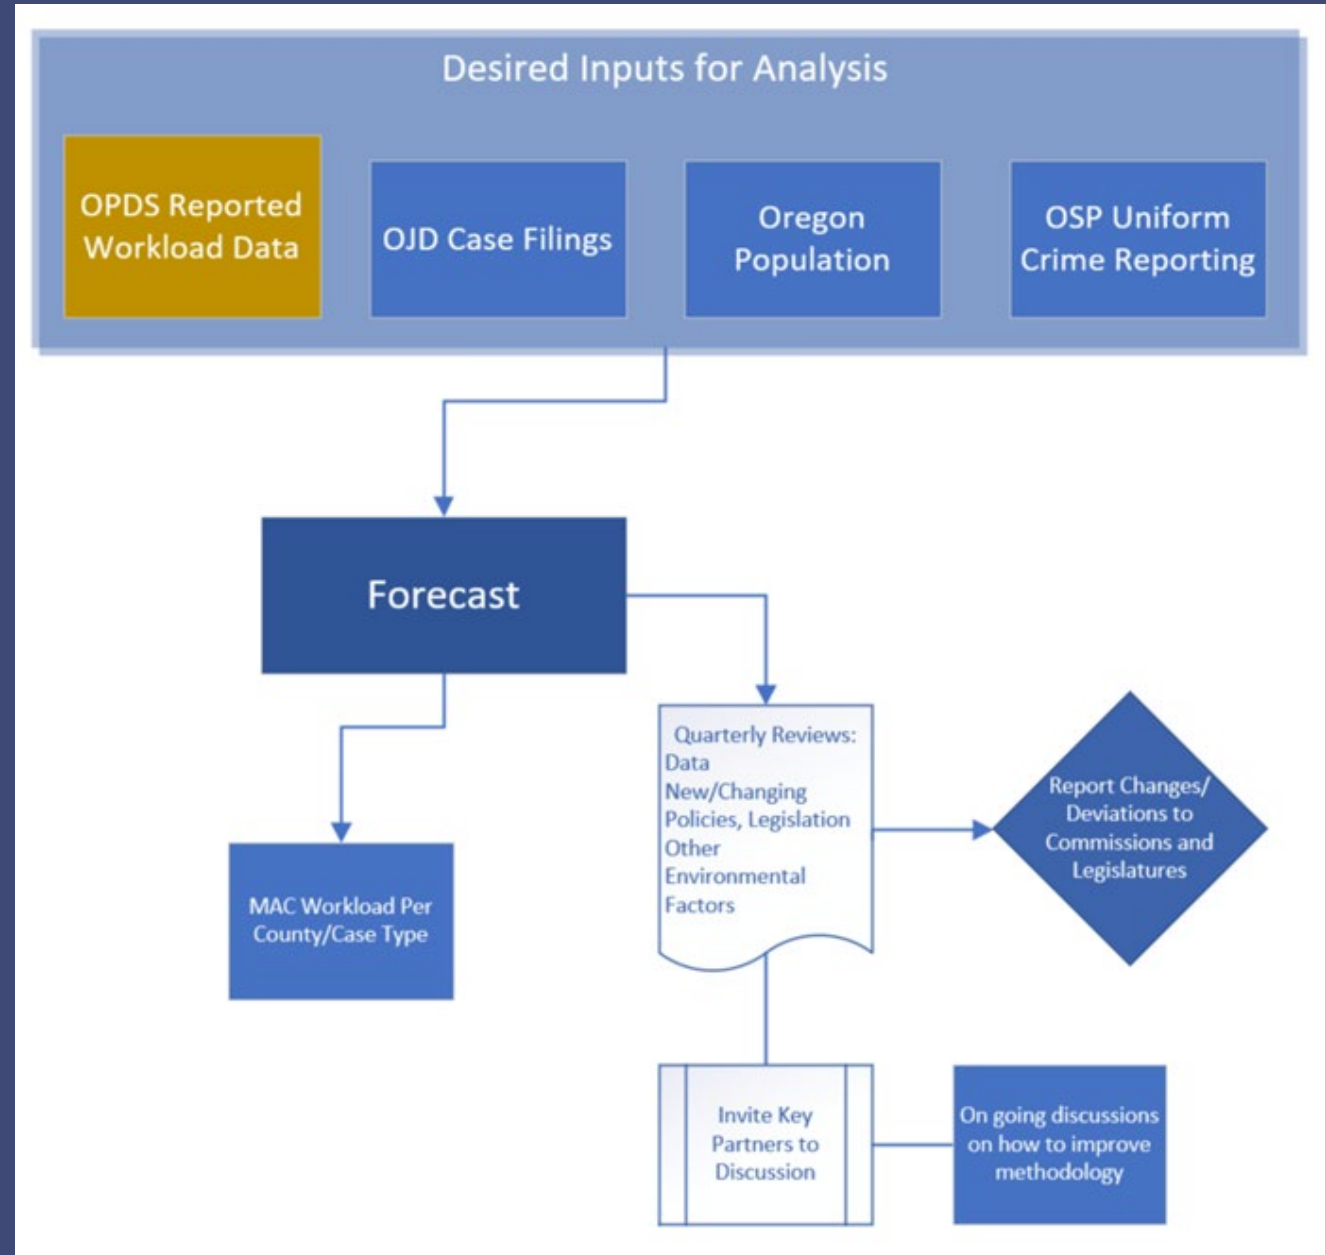 Desired Inputs for Analysis
OPDS Reported
Workload Data
OJD Case Filings
Oregon
Population
OSP Uniform
Crime Reporting
Forecast
Quarterly Reviews:
Data
New/Changing
Policies, Legislation
Other
Environmental
Factors
Report Changes/
Deviations to
Commissions and
Legislatures
MAC Workload Per
County/Case Type
Invite Key
Partners to
Discussion
On going discussions
on how to improve
methodology